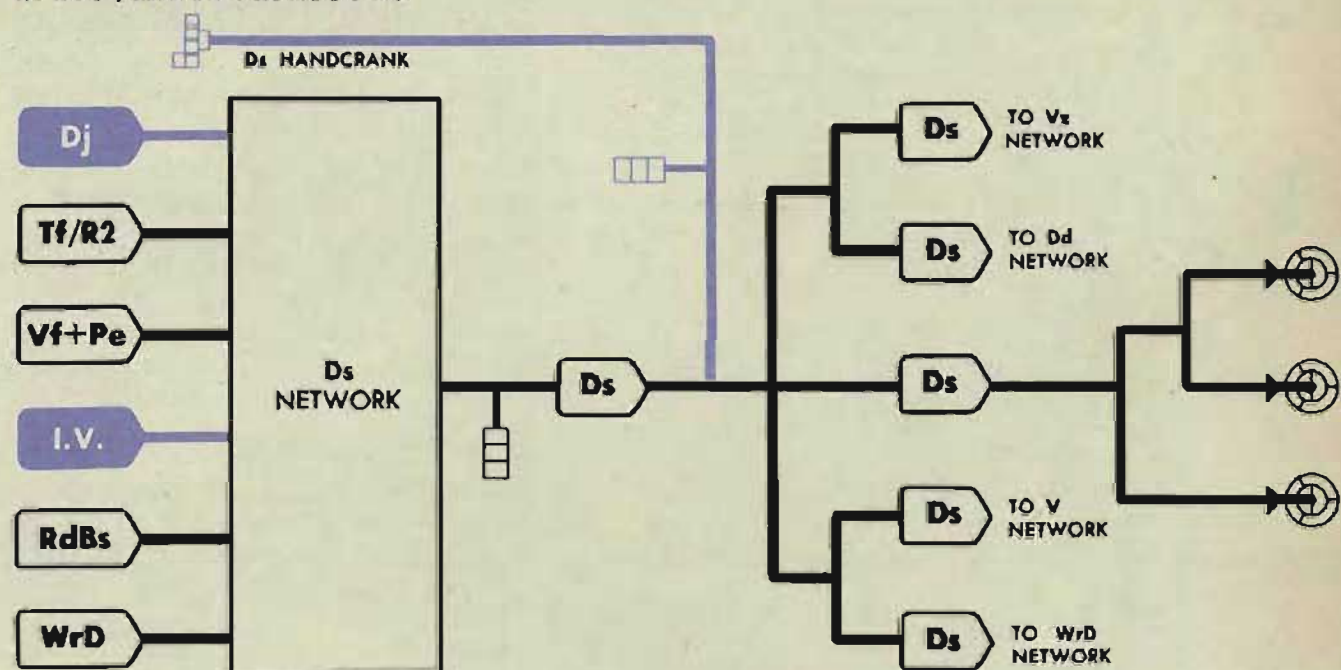 Ds HANDCRANK
Dj
Tf/R2
Vf+Pe
I.V.
RdBs
WrD
Ds
NETWORK
Ds
Ds
TO Vz
NETWORK
Ds
TO Dd
NETWORK
Ds
Ds
TO V
NETWORK
Ds
TO WrD
NETWORK